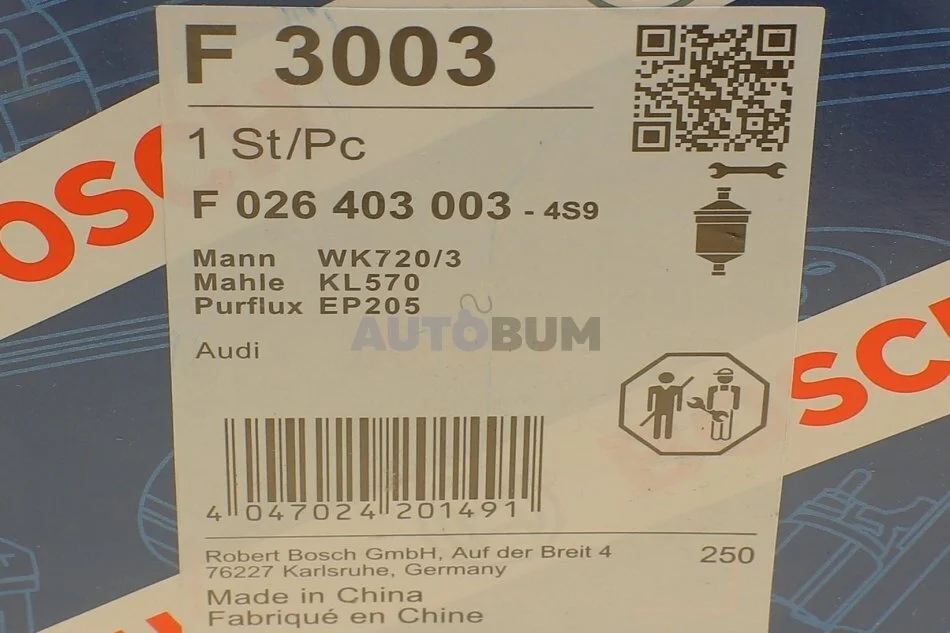 F 3003
1 St/Pc
F 026 403 003 - 4S9
Mann WK720/3
Mahle KL570
Purflux EP205
AUTOBUM
Audi
4 047024 201491
Robert Bosch GmbH, Auf der Breit 4
76227 Karlsruhe, Germany
250
Made in China
Fabriqué en Chine